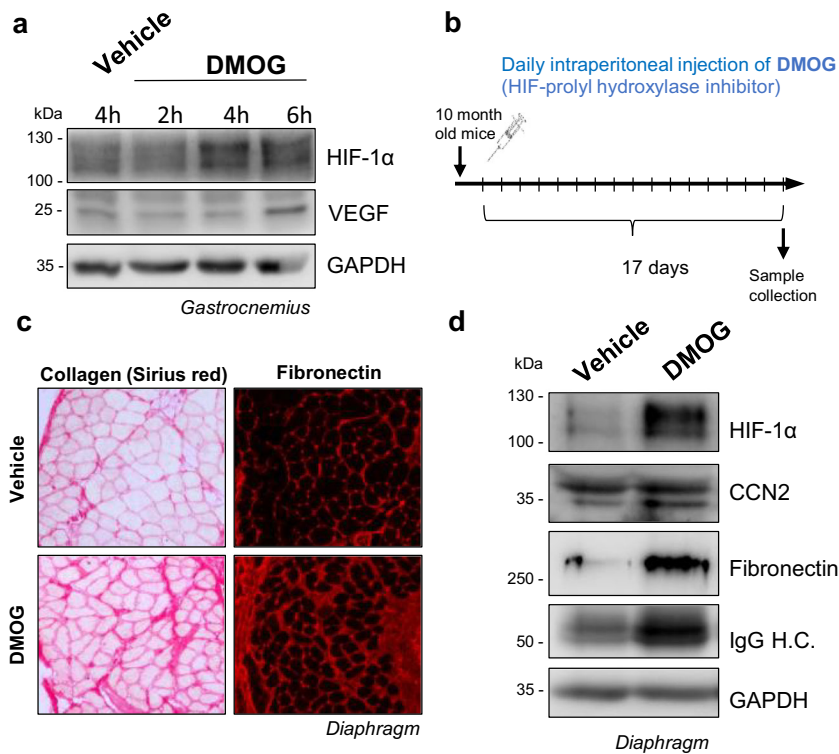 a
Vehicle
DMOG
kDa
4h 2h 4h 6h
130 -
HIF-1α
100 -
25 -
VEGF
35 -
GAPDH
Gastrocnemius
b
Daily intraperitoneal injection of DMOG
(HIF-prolyl hydroxylase inhibitor)
10 month
old mice
17 days
Sample
collection
c
Collagen (Sirius red) Fibronectin
Vehicle
DMOG
Diaphragm
d
Vehicle
DMOG
kDa
130 -
HIF-1α
100 -
CCN2
35 -
Fibronectin
250 -
IgG H.C.
50 -
35 -
GAPDH
Diaphragm